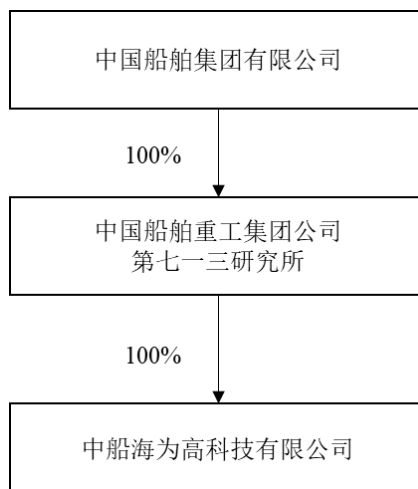 中国船舶集团有限公司
100%
中国船舶重工集团公司
第七一三研究所
100%
中船海为高科技有限公司